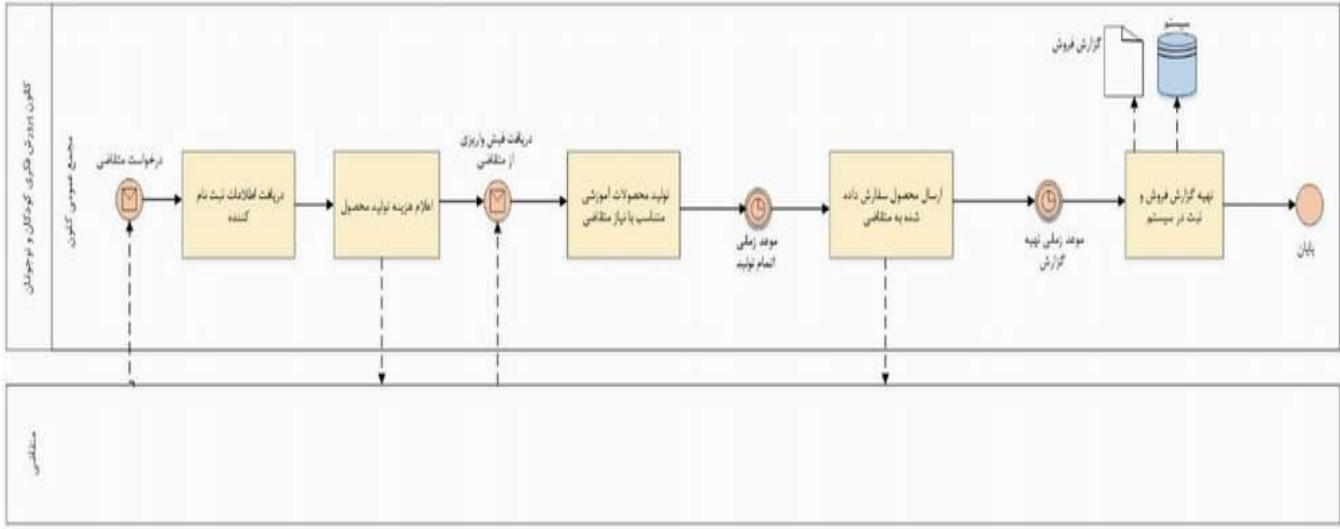 کانون پرورش فکری کودکان و نوجوانان
مجمع عمومی کانون
درخواست متقاضی
دریافت اطلاعات ثبت نام
کننده
اعلام هزینه تولید محصول
دریافت فیش واریزی
از متقاضی
تولید محصولات آموزشی
متناسب با نیاز متقاضی
موعد زمانی
اتمام تولید
ارسال محصول سفارش داده
شده به متقاضی
موعد زمانی تهیه
گزارش
گزارش فروش
سیستم
تهیه گزارش فروش و
ثبت در سیستم
پایان
متقاضی